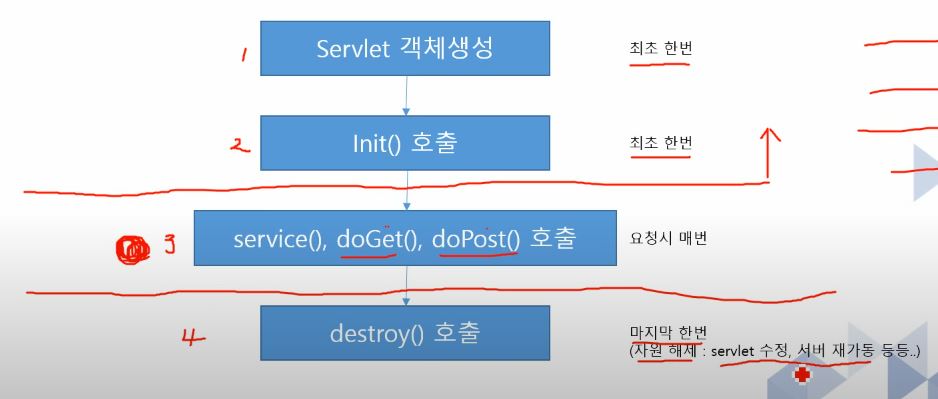 1 Servlet 객체생성 최초 한번
2 Init() 호출 최초 한번
3 service(), doGet(), doPost() 호출 요청시 매번
4 destroy() 호출 마지막 한번
(자원 해제 : servlet 수정, 서버 재가동 등등..)